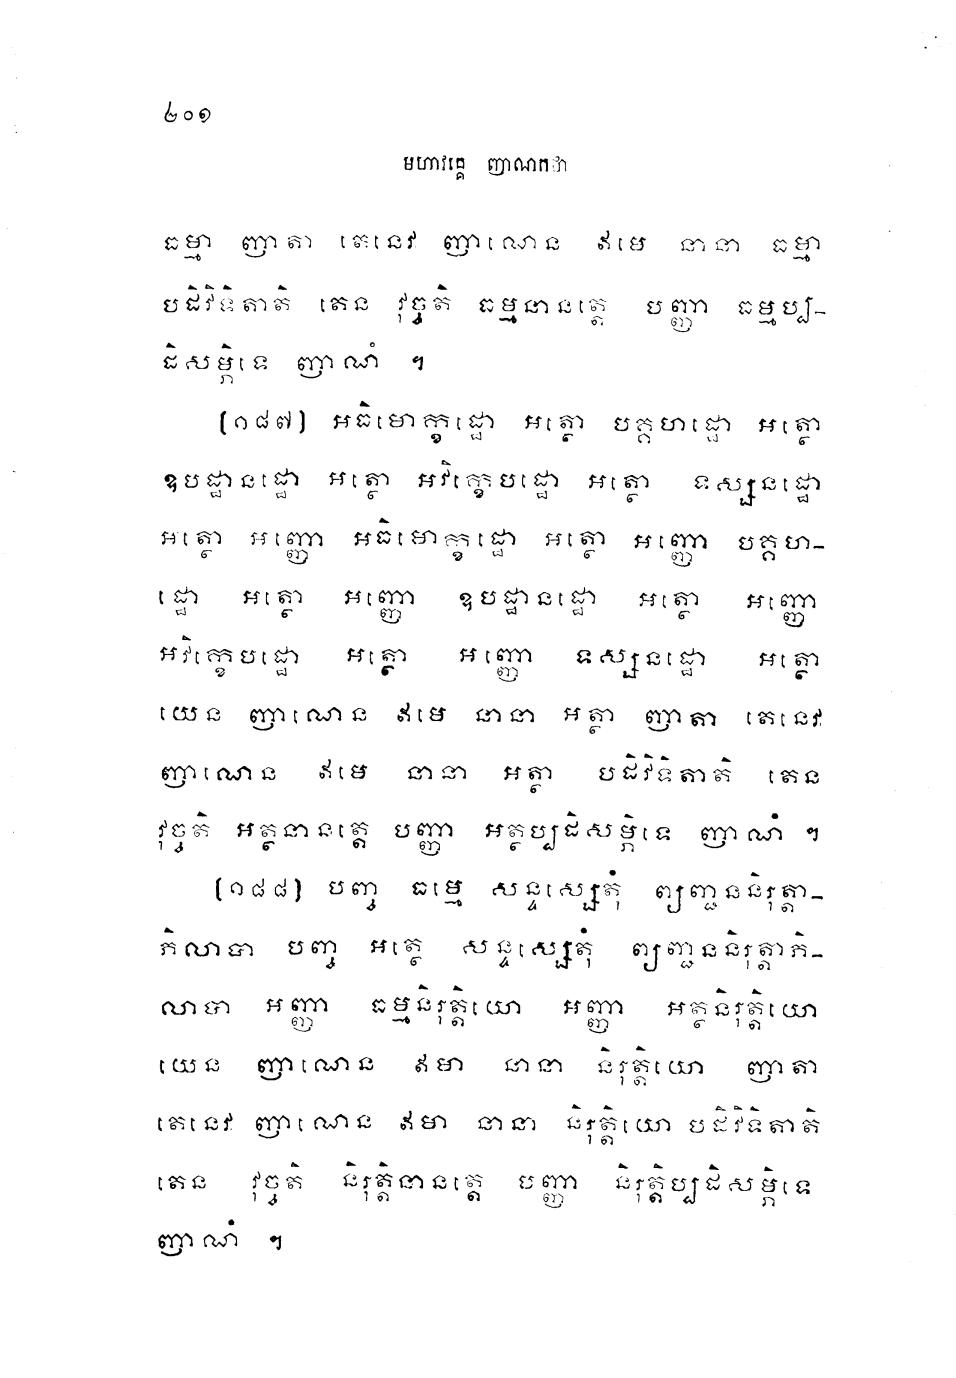 ២០១
មហាវគ្គេ ញាណកថា
ធម្មា ញាតា តេនេវ ញាណេន ឥមេ នានា ធម្មា
បដិវិទិតាតិ តេន វុច្ចតិ ធម្មនានត្តេ បញ្ញា ធម្មប្ប-
ដិសម្ភិទេ ញាណំ ។
(១៨៧) អធិមោក្ខដ្ឋោ អត្ថោ បគ្គហដ្ឋោ អត្ថោ
ឧបដ្ឋានដ្ឋោ អត្ថោ អវិក្ខេបដ្ឋោ អត្ថោ ទស្សនដ្ឋោ
អត្ថោ អញ្ញោ អធិមោក្ខដ្ឋោ អត្ថោ អញ្ញោ បគ្គហ-
ដ្ឋោ អត្ថោ អញ្ញោ ឧបដ្ឋានដ្ឋោ អត្ថោ អញ្ញោ
អវិក្ខេបដ្ឋោ អត្ថោ អញ្ញោ ទស្សនដ្ឋោ អត្ថោ
យេន ញាណេន ឥមេ នានា អត្ថា ញាតា តេនេវ
ញាណេន ឥមេ នានា អត្ថា បដិវិទិតាតិ តេន
វុច្ចតិ អត្ថនានត្តេ បញ្ញា អត្ថប្បដិសម្ភិទេ ញាណំ ។
(១៨៨) បញ្ច ធម្មេ សន្ទស្សេតុំ ព្យញ្ជននិរុត្តា-
ភិលាបា បញ្ច អត្ថេ សន្ទស្សេតុំ ព្យញ្ជននិរុត្តាភិ-
លាបា អញ្ញា ធម្មនិរុត្តិយោ អញ្ញា អត្ថនិរុត្តិយោ
យេន ញាណេន ឥមា នានា និរុត្តិយោ ញាតា
តេនេវ ញាណេន ឥមា នានា និរុត្តិយោ បដិវិទិតាតិ
តេន វុច្ចតិ និរុត្តិនានត្តេ បញ្ញា និរុត្តិប្បដិសម្ភិទេ
ញាណំ ។